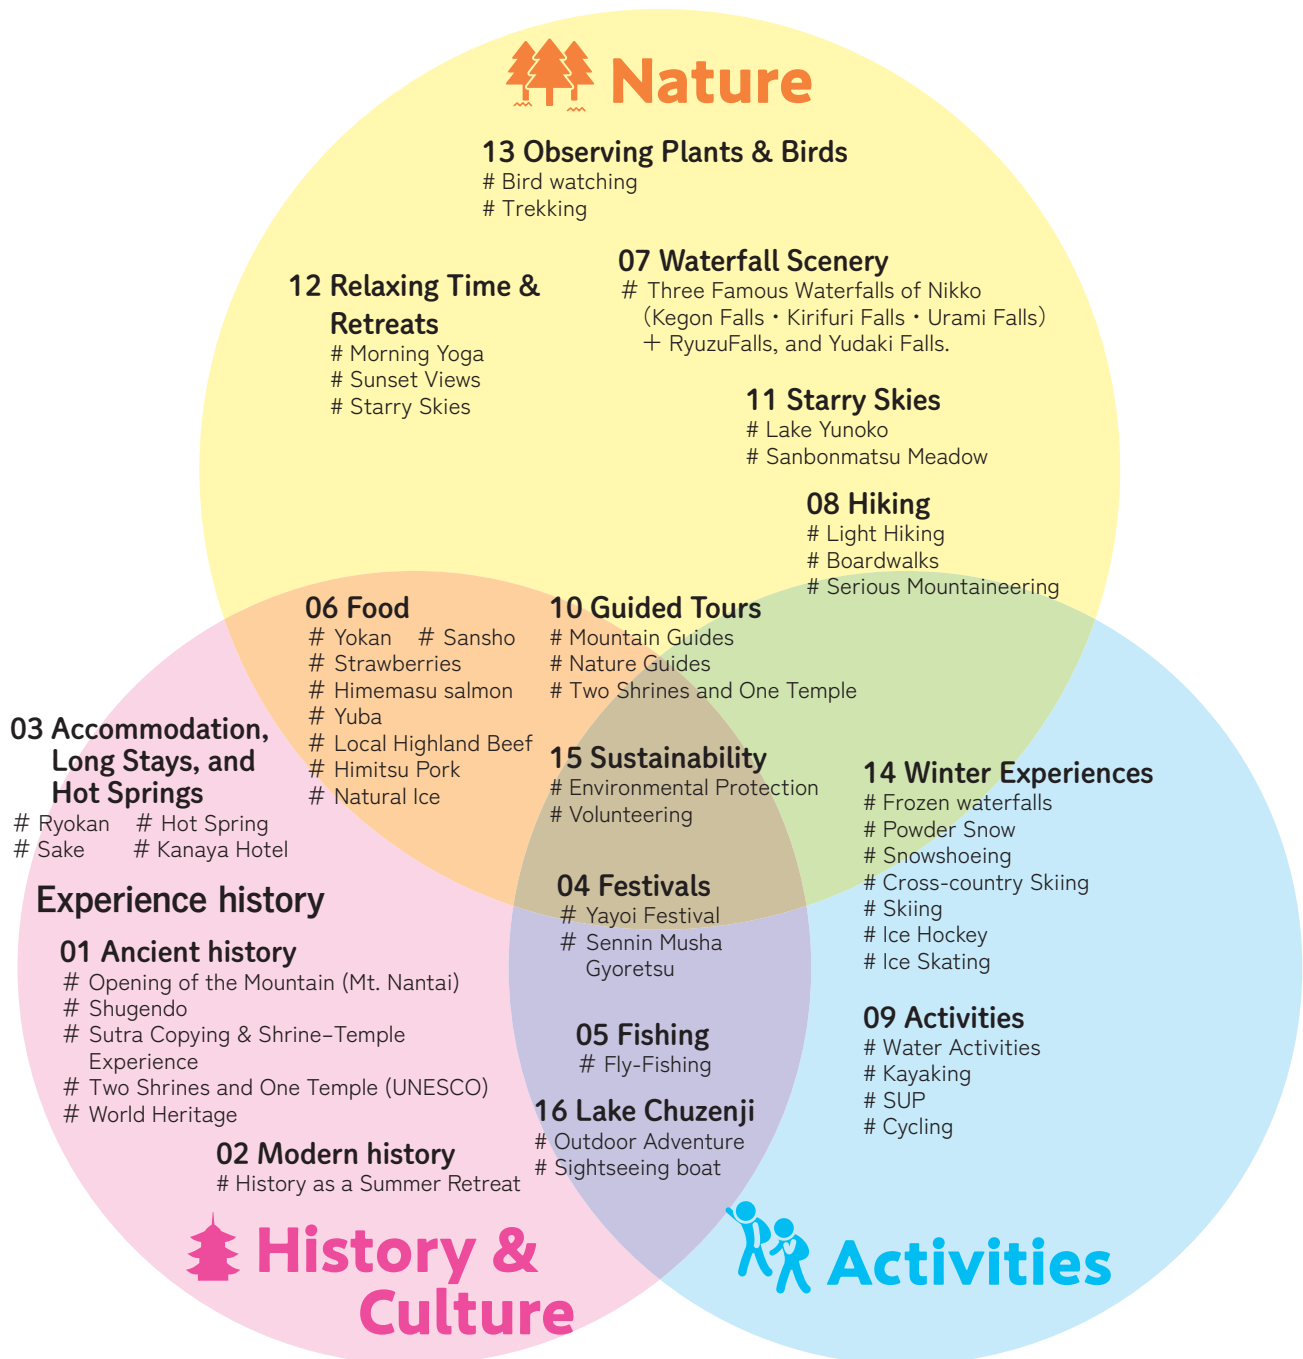 Nature
13 Observing Plants & Birds
# Bird watching
# Trekking
07 Waterfall Scenery
# Three Famous Waterfalls of Nikko
(Kegon Falls・Kirifuri Falls・Urami Falls)
+ RyuzuFalls, and Yudaki Falls.
12 Relaxing Time &
Retreats
# Morning Yoga
# Sunset Views
# Starry Skies
11 Starry Skies
# Lake Yunoko
# Sanbonmatsu Meadow
08 Hiking
# Light Hiking
# Boardwalks
# Serious Mountaineering
06 Food
# Yokan # Sansho
# Strawberries
# Himemasu salmon
# Yuba
# Local Highland Beef
# Himitsu Pork
# Natural Ice
10 Guided Tours
# Mountain Guides
# Nature Guides
# Two Shrines and One Temple
03 Accommodation,
Long Stays, and
Hot Springs
# Ryokan # Hot Spring
# Sake # Kanaya Hotel
15 Sustainability
# Environmental Protection
# Volunteering
14 Winter Experiences
# Frozen waterfalls
# Powder Snow
# Snowshoeing
# Cross-country Skiing
# Skiing
# Ice Hockey
# Ice Skating
04 Festivals
# Yayoi Festival
# Sennin Musha
Gyoretsu
Experience history
01 Ancient history
# Opening of the Mountain (Mt. Nantai)
# Shugendo
# Sutra Copying & Shrine-Temple
Experience
# Two Shrines and One Temple (UNESCO)
# World Heritage
05 Fishing
# Fly-Fishing
09 Activities
# Water Activities
# Kayaking
# SUP
# Cycling
16 Lake Chuzenji
# Outdoor Adventure
# Sightseeing boat
02 Modern history
# History as a Summer Retreat
History &
Culture
Activities